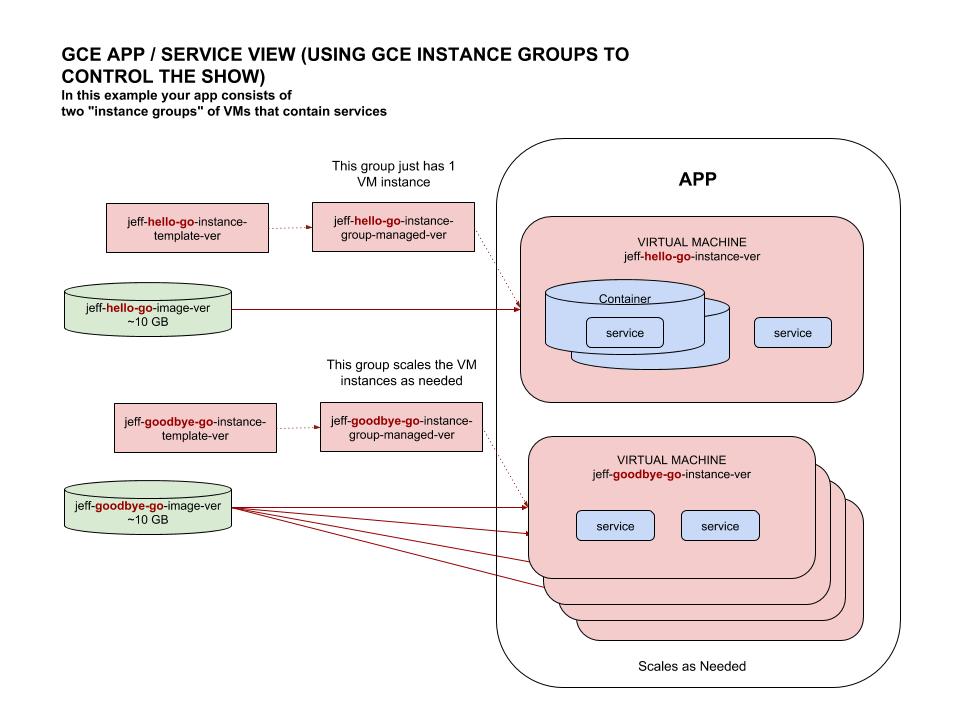 GCE APP / SERVICE VIEW (USING GCE INSTANCE GROUPS TO
CONTROL THE SHOW)
In this example your app consists of
two "instance groups" of VMs that contain services
This group just has 1
VM instance
APP
jeff-hello-go-instance-
template-ver
jeff-hello-go-instance-
group-managed-ver
VIRTUAL MACHINE
jeff-hello-go-instance-ver
jeff-hello-go-image-ver
~10 GB
Container
service
service
This group scales the VM
instances as needed
jeff-goodbye-go-instance-
template-ver
jeff-goodbye-go-instance-
group-managed-ver
VIRTUAL MACHINE
jeff-goodbye-go-instance-ver
jeff-goodbye-go-image-ver
~10 GB
service
service
Scales as Needed